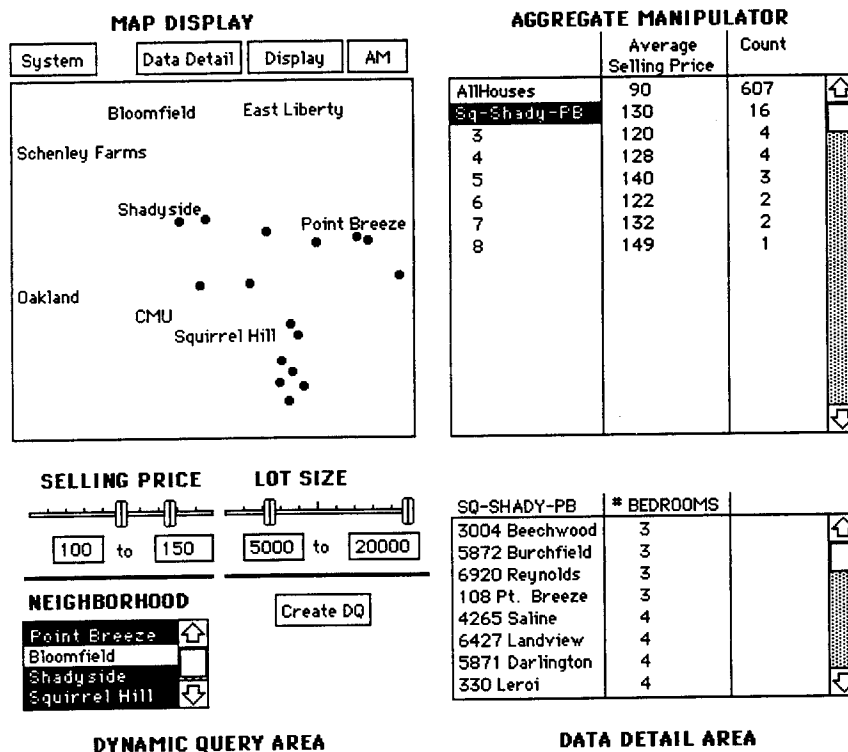 MAP DISPLAY
System
Data Detail
Display
AM
Bloomfield
East Liberty
Schenley Farms
Shadyside
Point Breeze
Oakland
CMU
Squirrel Hill
AGGREGATE MANIPULATOR
Average Selling Price
Count
AllHouses 90 607
Sq-Shady-PB 130 16
3 120 4
4 128 4
5 140 3
6 122 2
7 132 2
8 149 1
SELLING PRICE
100 to 150
LOT SIZE
5000 to 20000
NEIGHBORHOOD
Point Breeze
Bloomfield
Shadyside
Squirrel Hill
Create DQ
DYNAMIC QUERY AREA
SQ-SHADY-PB # BEDROOMS
3004 Beechwood 3
5872 Burchfield 3
6920 Reynolds 3
108 Pt. Breeze 3
4265 Saline 4
6427 Landview 4
5871 Darlington 4
330 Leroi 4
DATA DETAIL AREA